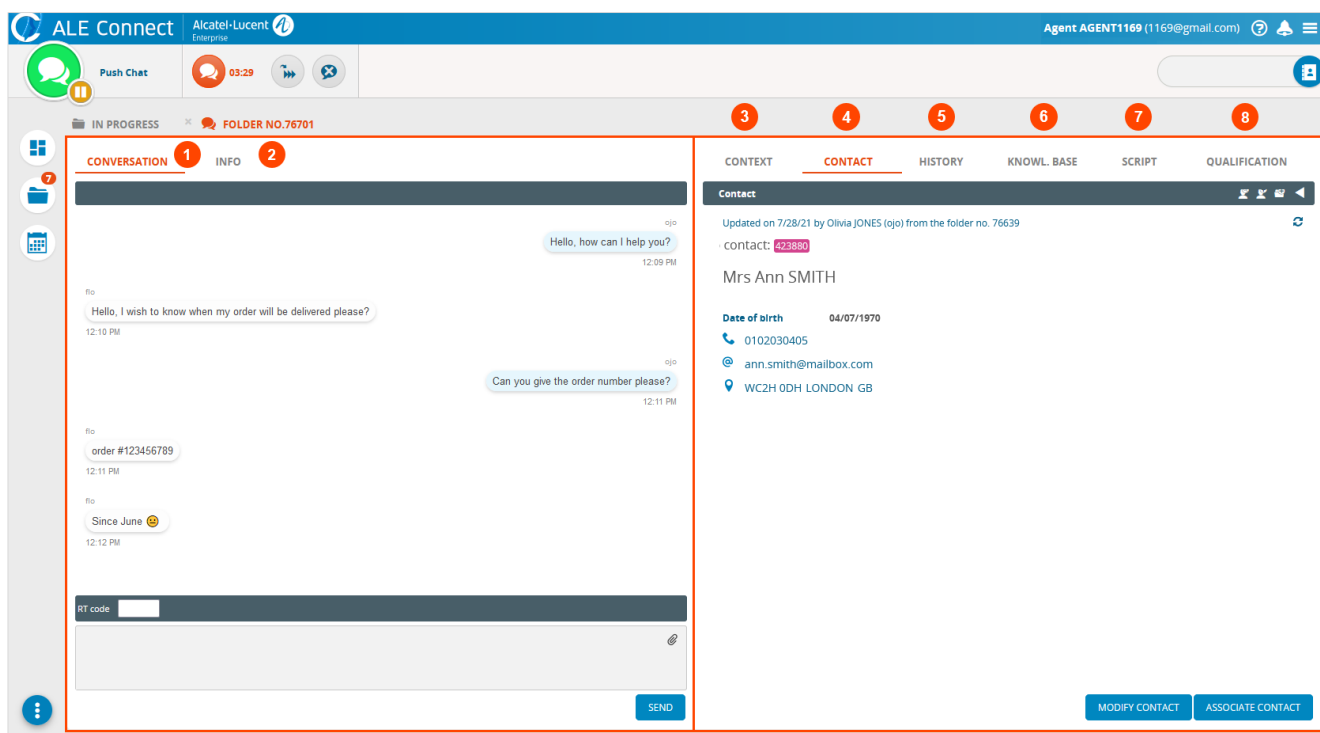 ALE Connect
Alcatel·Lucent
Enterprise
Agent AGENT1169 (1169@gmail.com)
Push Chat
03:29
IN PROGRESS
× FOLDER NO.76701
7
CONVERSATION 1
INFO 2
3
4
5
6
7
8
CONTEXT
CONTACT
HISTORY
KNOWL. BASE
SCRIPT
QUALIFICATION
ojo
Hello, how can I help you?
12:09 PM
flo
Hello, I wish to know when my order will be delivered please?
12:10 PM
ojo
Can you give the order number please?
12:11 PM
flo
order #123456789
12:11 PM
flo
Since June
12:12 PM
RT code
SEND
Contact
Updated on 7/28/21 by Olivia JONES (ojo) from the folder no. 76639
contact: 423880
Mrs Ann SMITH
Date of birth 04/07/1970
0102030405
ann.smith@mailbox.com
WC2H 0DH LONDON GB
MODIFY CONTACT
ASSOCIATE CONTACT